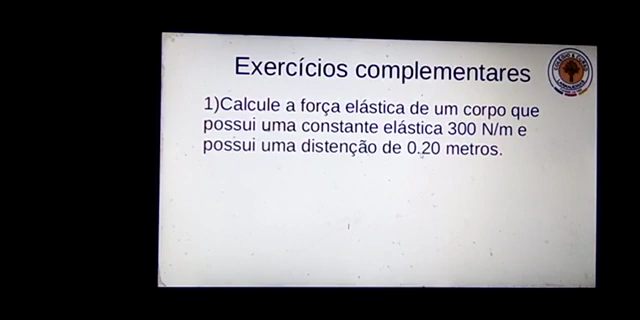 Exercícios complementares
1)Calcule a força elástica de um corpo que
possui uma constante elástica 300 N/m e
possui uma distenção de 0.20 metros.